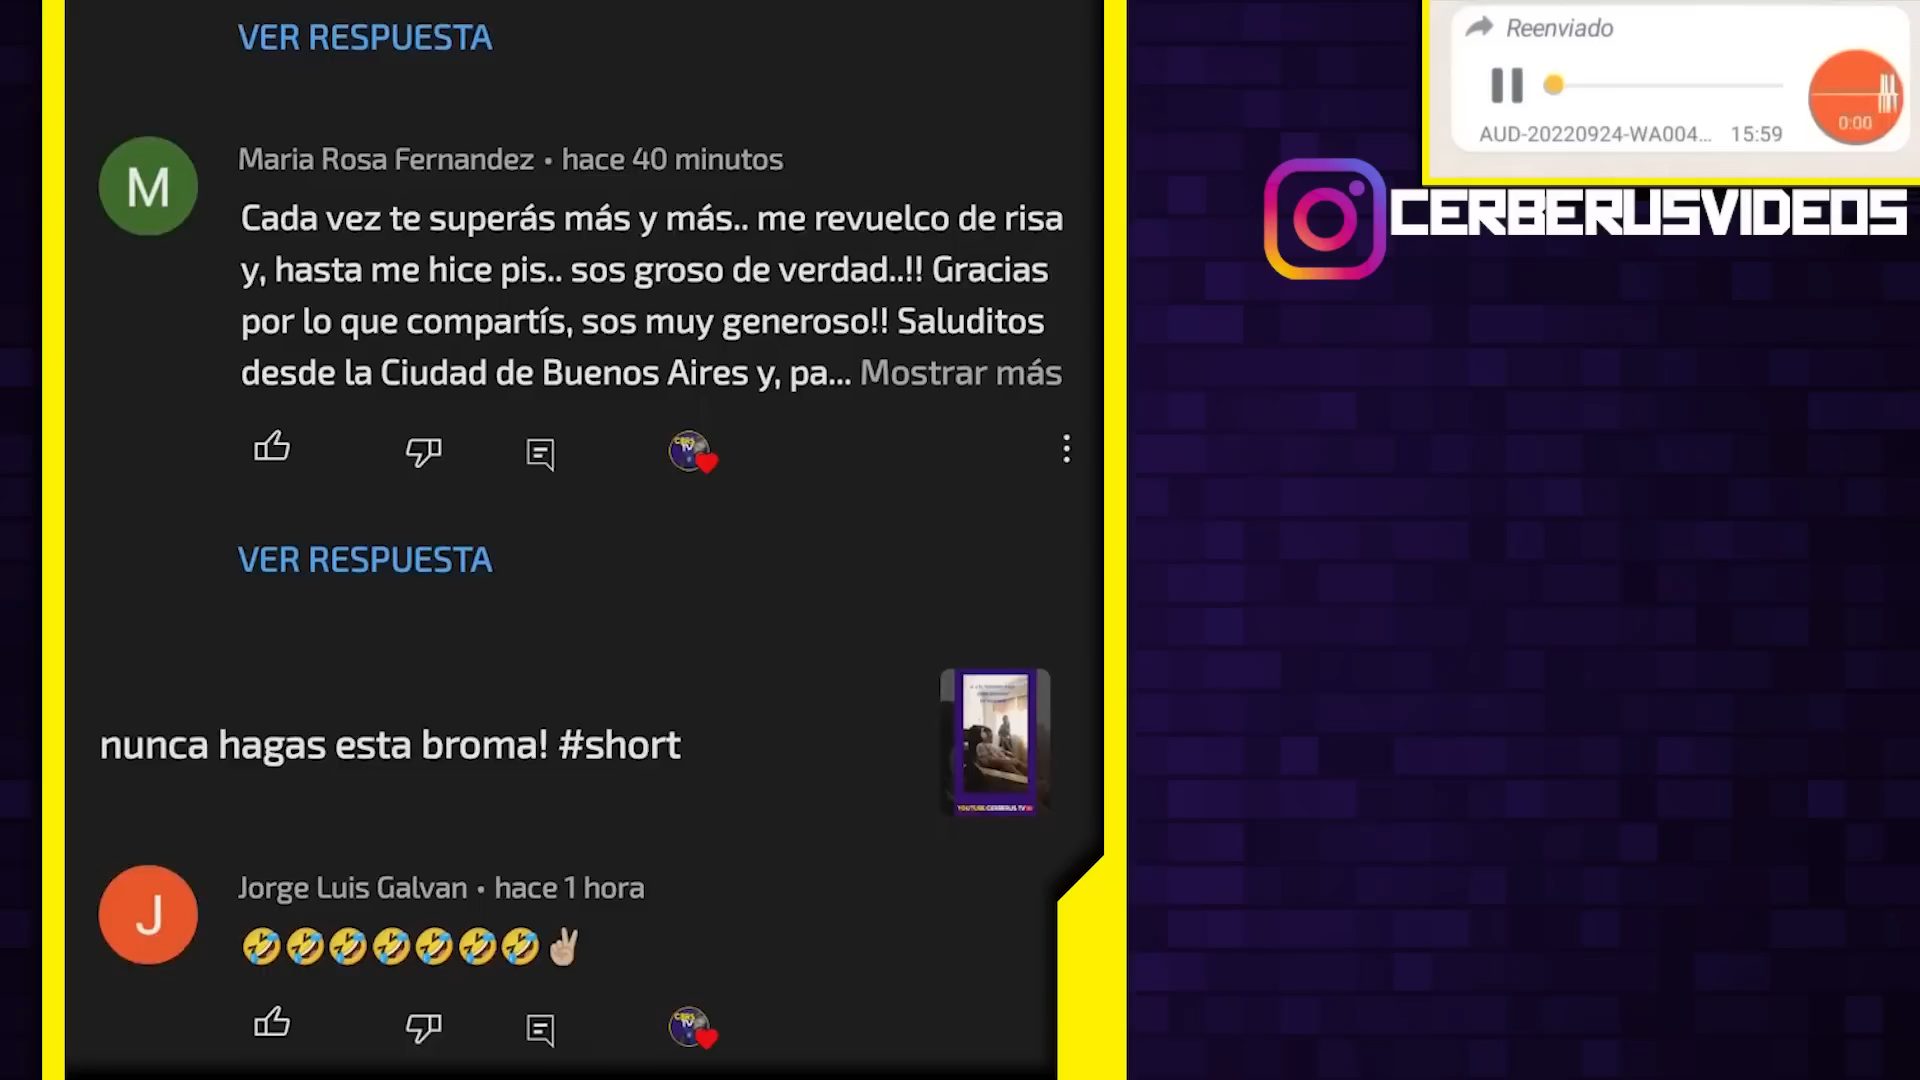 VER RESPUESTA
Reenviado
AUD-20220924-WA004... 15:59
0:00
CERBERUSVIDEOS
M
Maria Rosa Fernandez • hace 40 minutos
Cada vez te superás más y más.. me revuelco de risa
y, hasta me hice pis.. sos groso de verdad..!! Gracias
por lo que compartís, sos muy generoso!! Saluditos
desde la Ciudad de Buenos Aires y, pa... Mostrar más
VER RESPUESTA
nunca hagas esta broma! #short
YOUTUBE: CERBERUS TV
J
Jorge Luis Galvan • hace 1 hora
🤣🤣🤣🤣🤣🤣🤣✌🏼